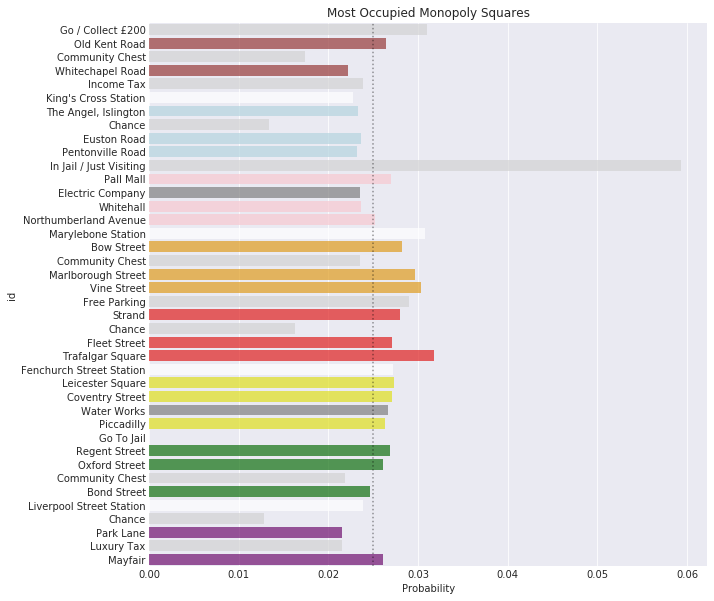 Most Occupied Monopoly Squares
Go / Collect £200
Old Kent Road
Community Chest
Whitechapel Road
Income Tax
King's Cross Station
The Angel, Islington
Chance
Euston Road
Pentonville Road
In Jail / Just Visiting
Pall Mall
Electric Company
Whitehall
Northumberland Avenue
Marylebone Station
Bow Street
Community Chest
Marlborough Street
Vine Street
Free Parking
Strand
Chance
Fleet Street
Trafalgar Square
Fenchurch Street Station
Leicester Square
Coventry Street
Water Works
Piccadilly
Go To Jail
Regent Street
Oxford Street
Community Chest
Bond Street
Liverpool Street Station
Chance
Park Lane
Luxury Tax
Mayfair
id
0.00 0.01 0.02 0.03 0.04 0.05 0.06
Probability